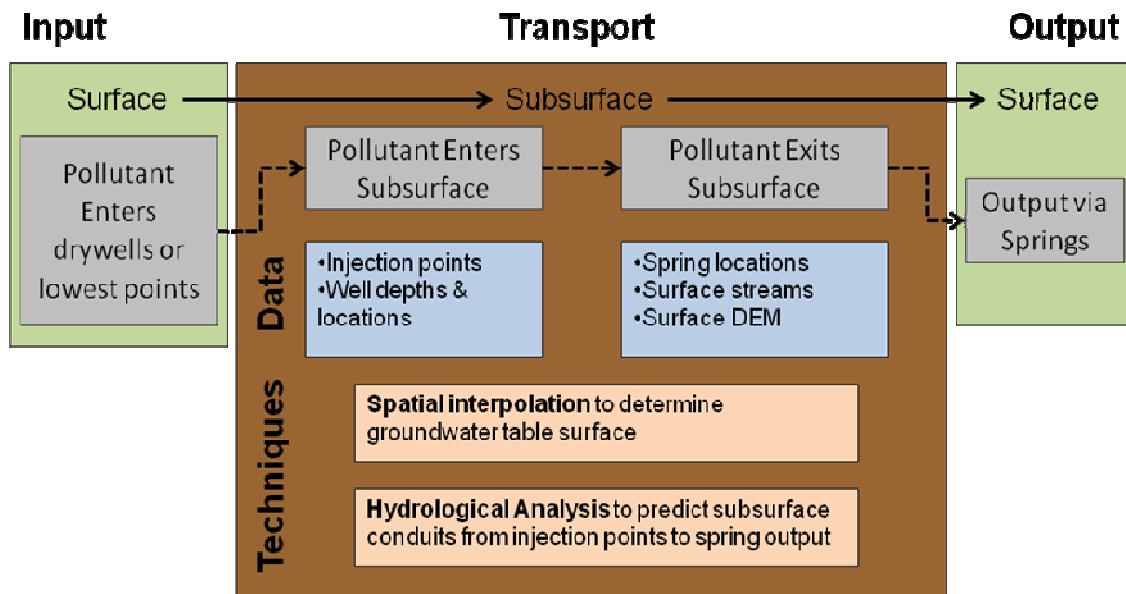 Input
Transport
Output
Surface
Subsurface
Surface
Pollutant
Enters
drywells or
lowest points
Pollutant Enters
Subsurface
Pollutant Exits
Subsurface
Output via
Springs
Data
•Injection points
•Well depths &
locations
•Spring locations
•Surface streams
•Surface DEM
Techniques
Spatial interpolation to determine
groundwater table surface
Hydrological Analysis to predict subsurface
conduits from injection points to spring output